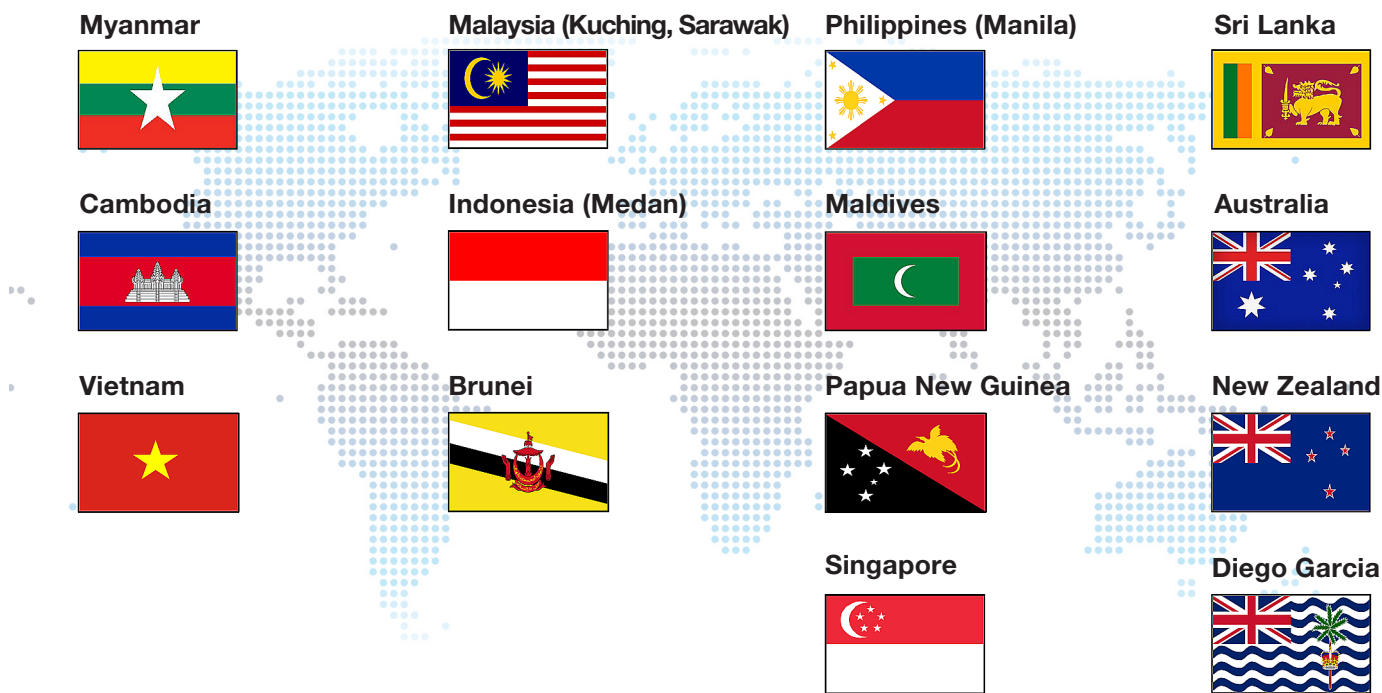 Myanmar
Malaysia (Kuching, Sarawak)
Philippines (Manila)
Sri Lanka
Cambodia
Indonesia (Medan)
Maldives
Australia
Vietnam
Brunei
Papua New Guinea
New Zealand
Singapore
Diego Garcia